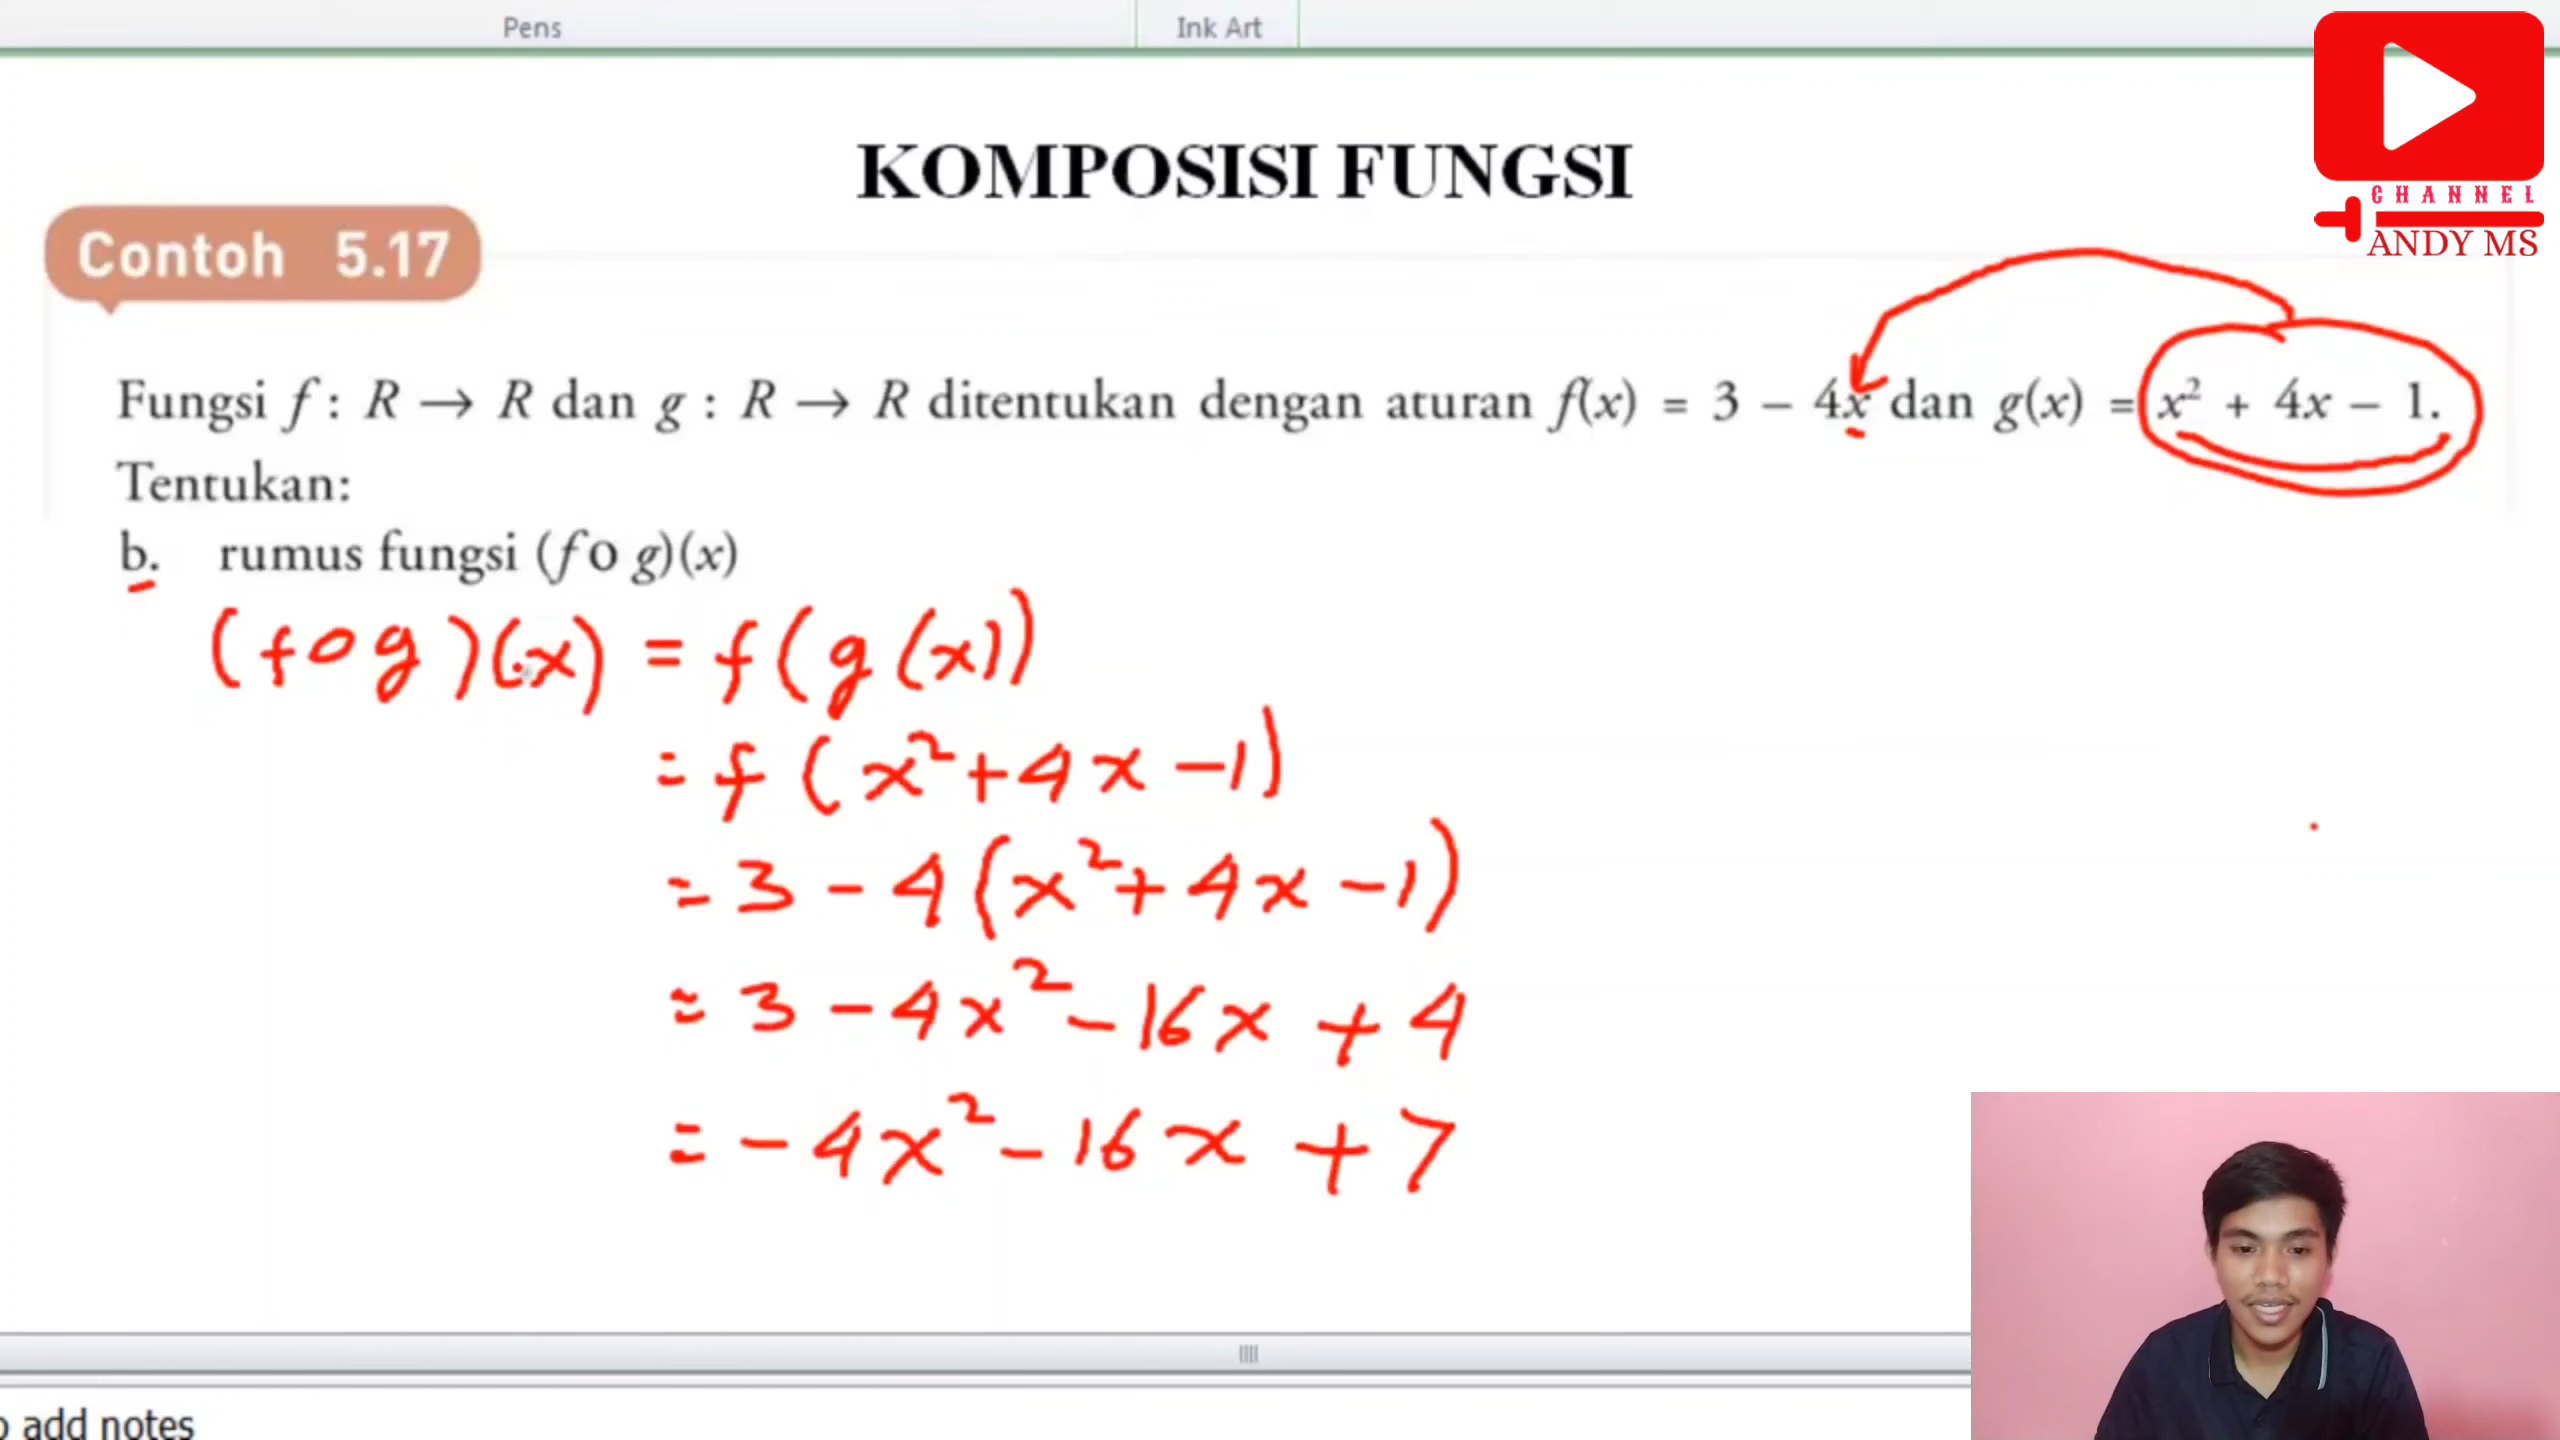 Pens Ink Art
CHANNEL
ANDY MS
KOMPOSISI FUNGSI
Contoh 5.17
Fungsi f : R → R dan g : R → R ditentukan dengan aturan f(x) = 3 – 4x dan g(x) = x² + 4x – 1.
Tentukan:
b. rumus fungsi (f o g)(x)
(f o g)(x) = f(g(x))
= f(x²+4x-1)
= 3 - 4(x²+4x-1)
= 3 - 4x² - 16x + 4
= -4x² - 16x + 7
add notes